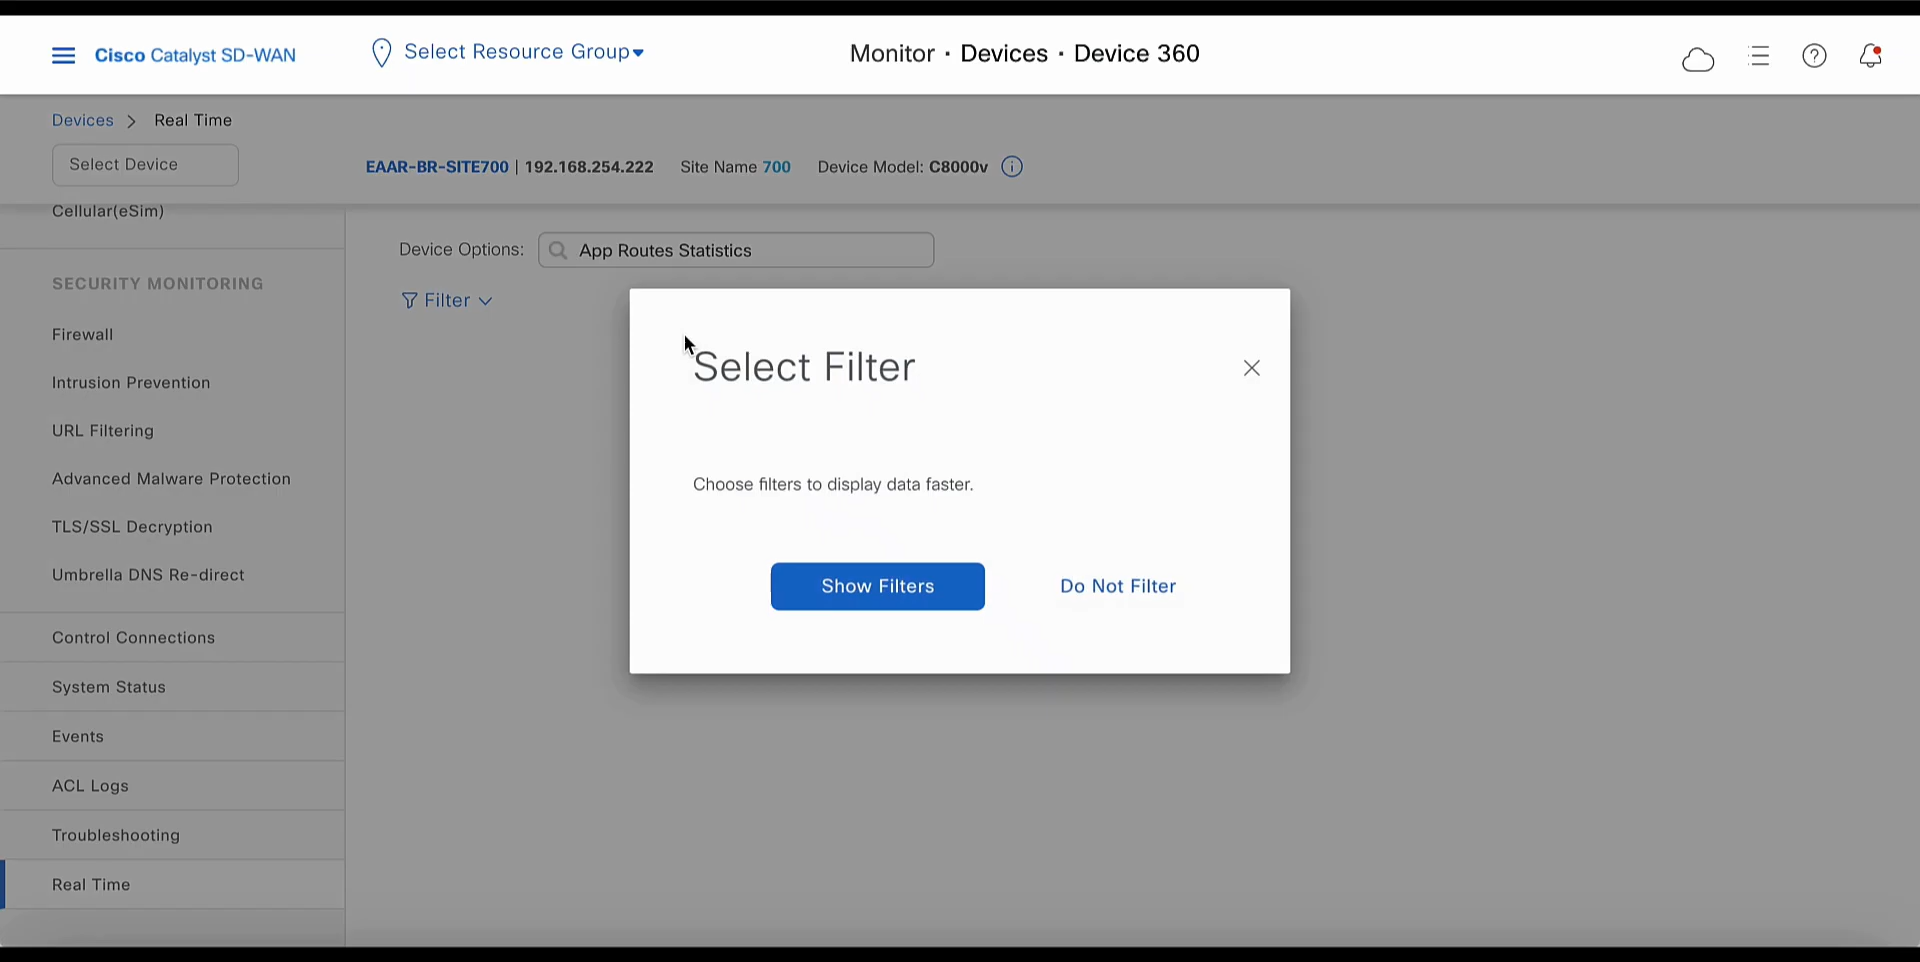 Cisco Catalyst SD-WAN
Select Resource Group
Monitor · Devices · Device 360
Devices > Real Time
Select Device
EAAR-BR-SITE700 | 192.168.254.222 Site Name 700 Device Model: C8000v
Cellular(eSim)
SECURITY MONITORING
Firewall
Intrusion Prevention
URL Filtering
Advanced Malware Protection
TLS/SSL Decryption
Umbrella DNS Re-direct
Control Connections
System Status
Events
ACL Logs
Troubleshooting
Real Time
Device Options: App Routes Statistics
Filter
Select Filter
Choose filters to display data faster.
Show Filters
Do Not Filter